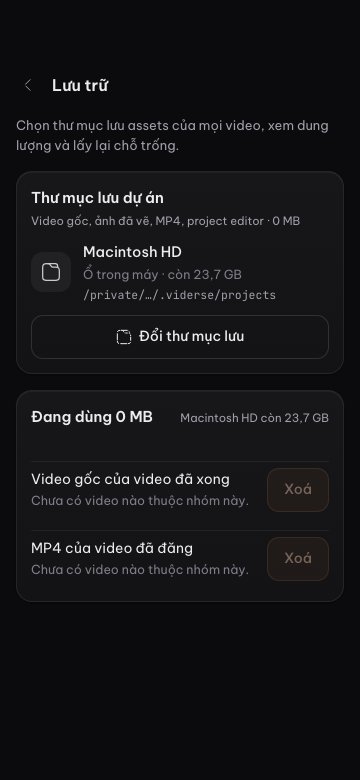 Lưu trữ
Chọn thư mục lưu assets của mọi video, xem dung
lượng và lấy lại chỗ trống.
Thư mục lưu dự án
Video gốc, ảnh đã vẽ, MP4, project editor · 0 MB
Macintosh HD
Ổ trong máy · còn 23,7 GB
/private/…/.viderse/projects
Đổi thư mục lưu
Đang dùng 0 MB
Macintosh HD còn 23,7 GB
Video gốc của video đã xong
Chưa có video nào thuộc nhóm này.
Xoá
MP4 của video đã đăng
Chưa có video nào thuộc nhóm này.
Xoá